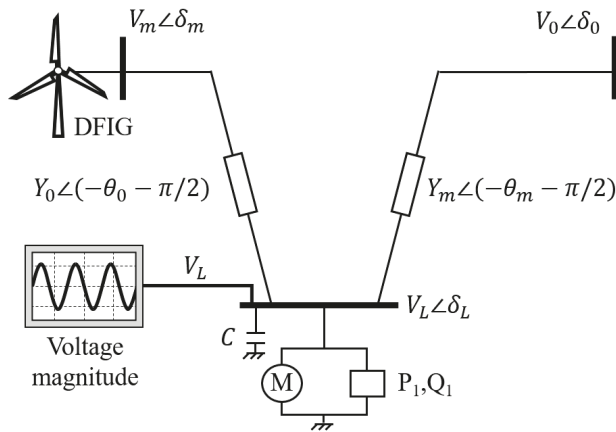 V_m∠δ_m
V_0∠δ_0
DFIG
Y_0∠(−θ_0 − π/2)
Y_m∠(−θ_m − π/2)
V_L
V_L∠δ_L
C
Voltage
magnitude
M
P_1,Q_1